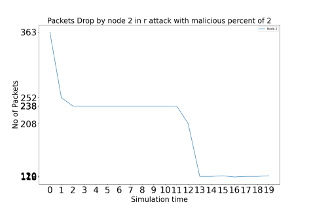 Packets Drop by node 2 in r attack with malicious percent of 2
Node 2
363
252
238
208
No of Packets
0 1 2 3 4 5 6 7 8 9 10 11 12 13 14 15 16 17 18 19
Simulation time